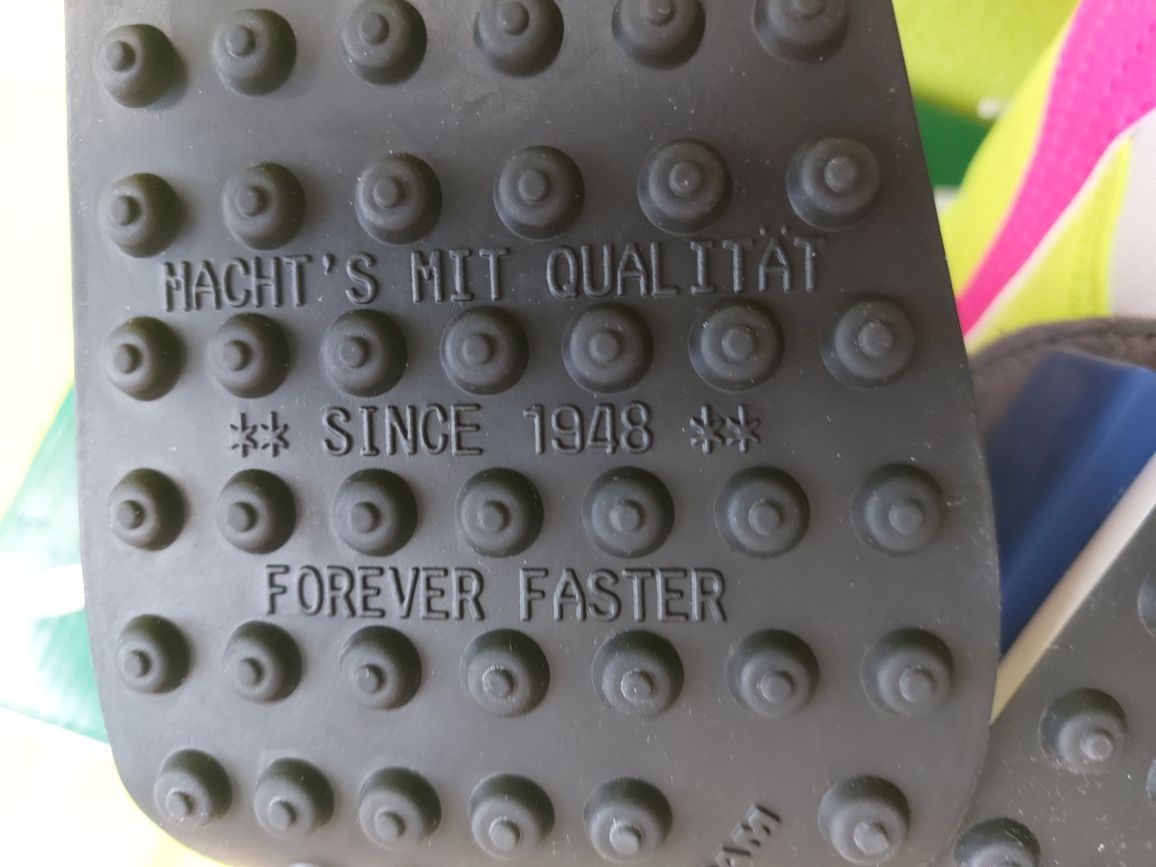 MACHT'S MIT QUALITÄT
** SINCE 1948 **
FOREVER FASTER